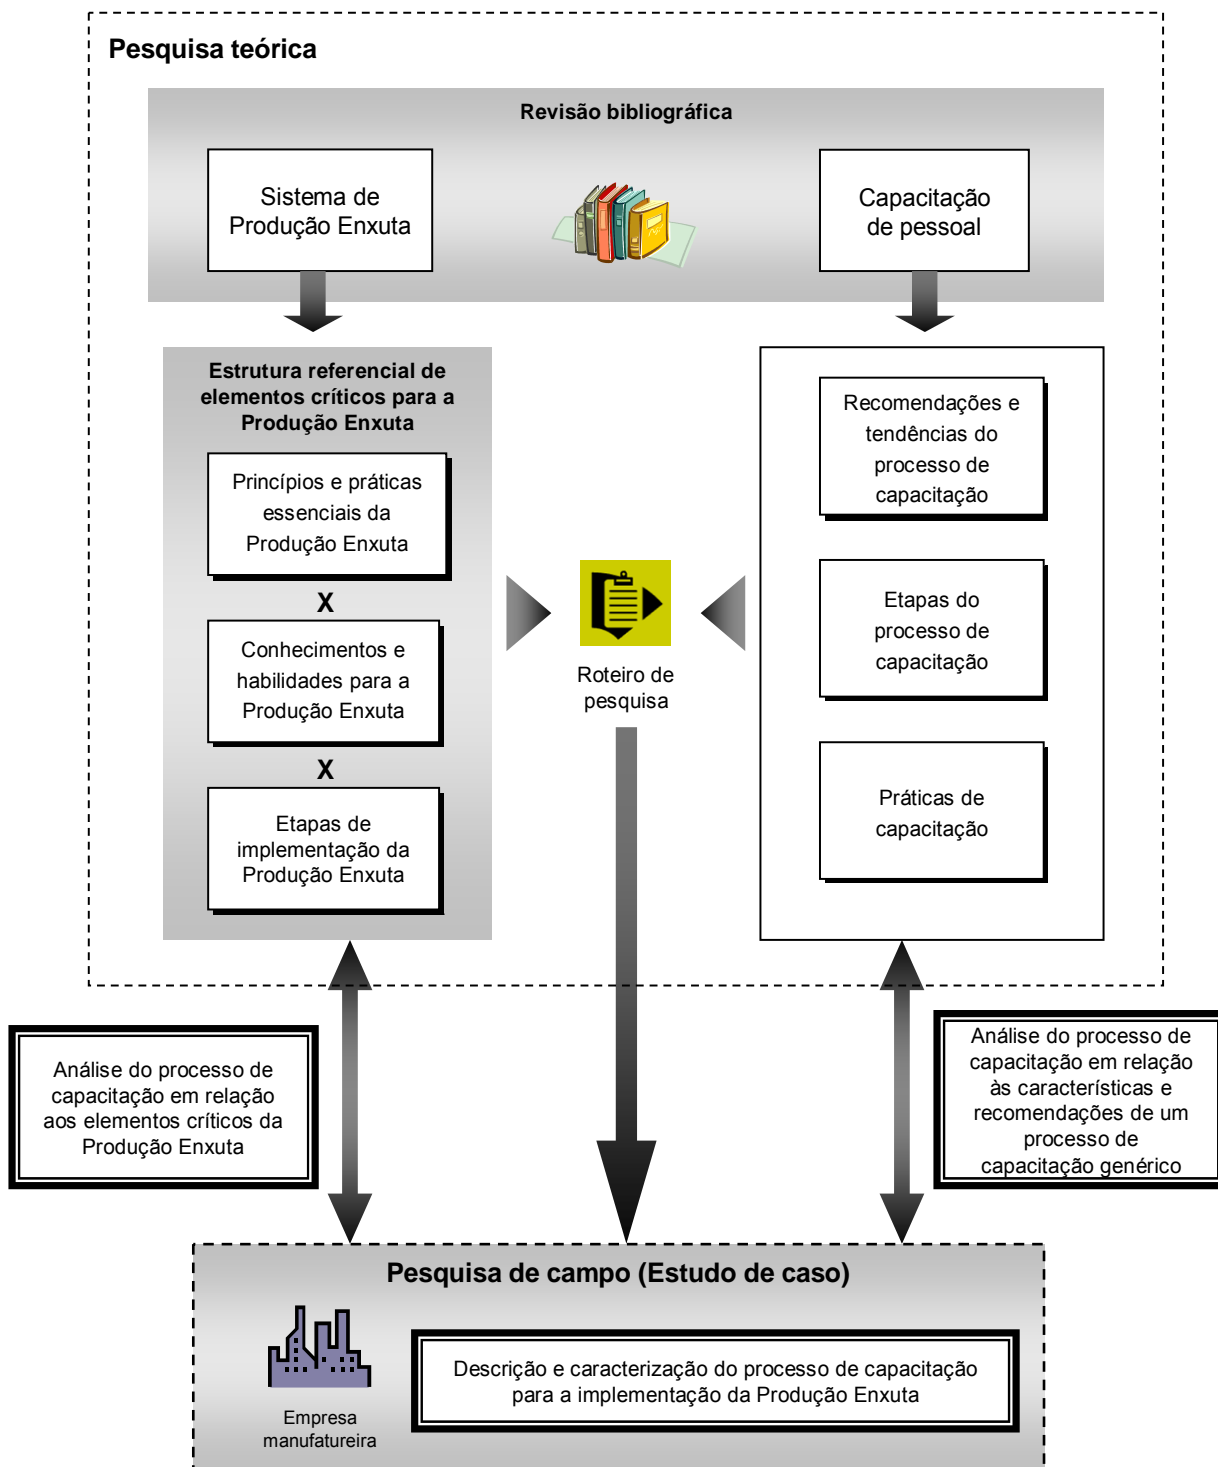 Pesquisa teórica
Revisão bibliográfica
Sistema de
Produção Enxuta
Capacitação
de pessoal
Estrutura referencial de
elementos críticos para a
Produção Enxuta
Princípios e práticas
essenciais da
Produção Enxuta
X
Conhecimentos e
habilidades para a
Produção Enxuta
X
Etapas de
implementação da
Produção Enxuta
Roteiro de
pesquisa
Recomendações e
tendências do
processo de
capacitação
Etapas do
processo de
capacitação
Práticas de
capacitação
Análise do processo de
capacitação em relação
aos elementos críticos da
Produção Enxuta
Análise do processo de
capacitação em relação
às características e
recomendações de um
processo de
capacitação genérico
Pesquisa de campo (Estudo de caso)
Empresa
manufatureira
Descrição e caracterização do processo de capacitação
para a implementação da Produção Enxuta